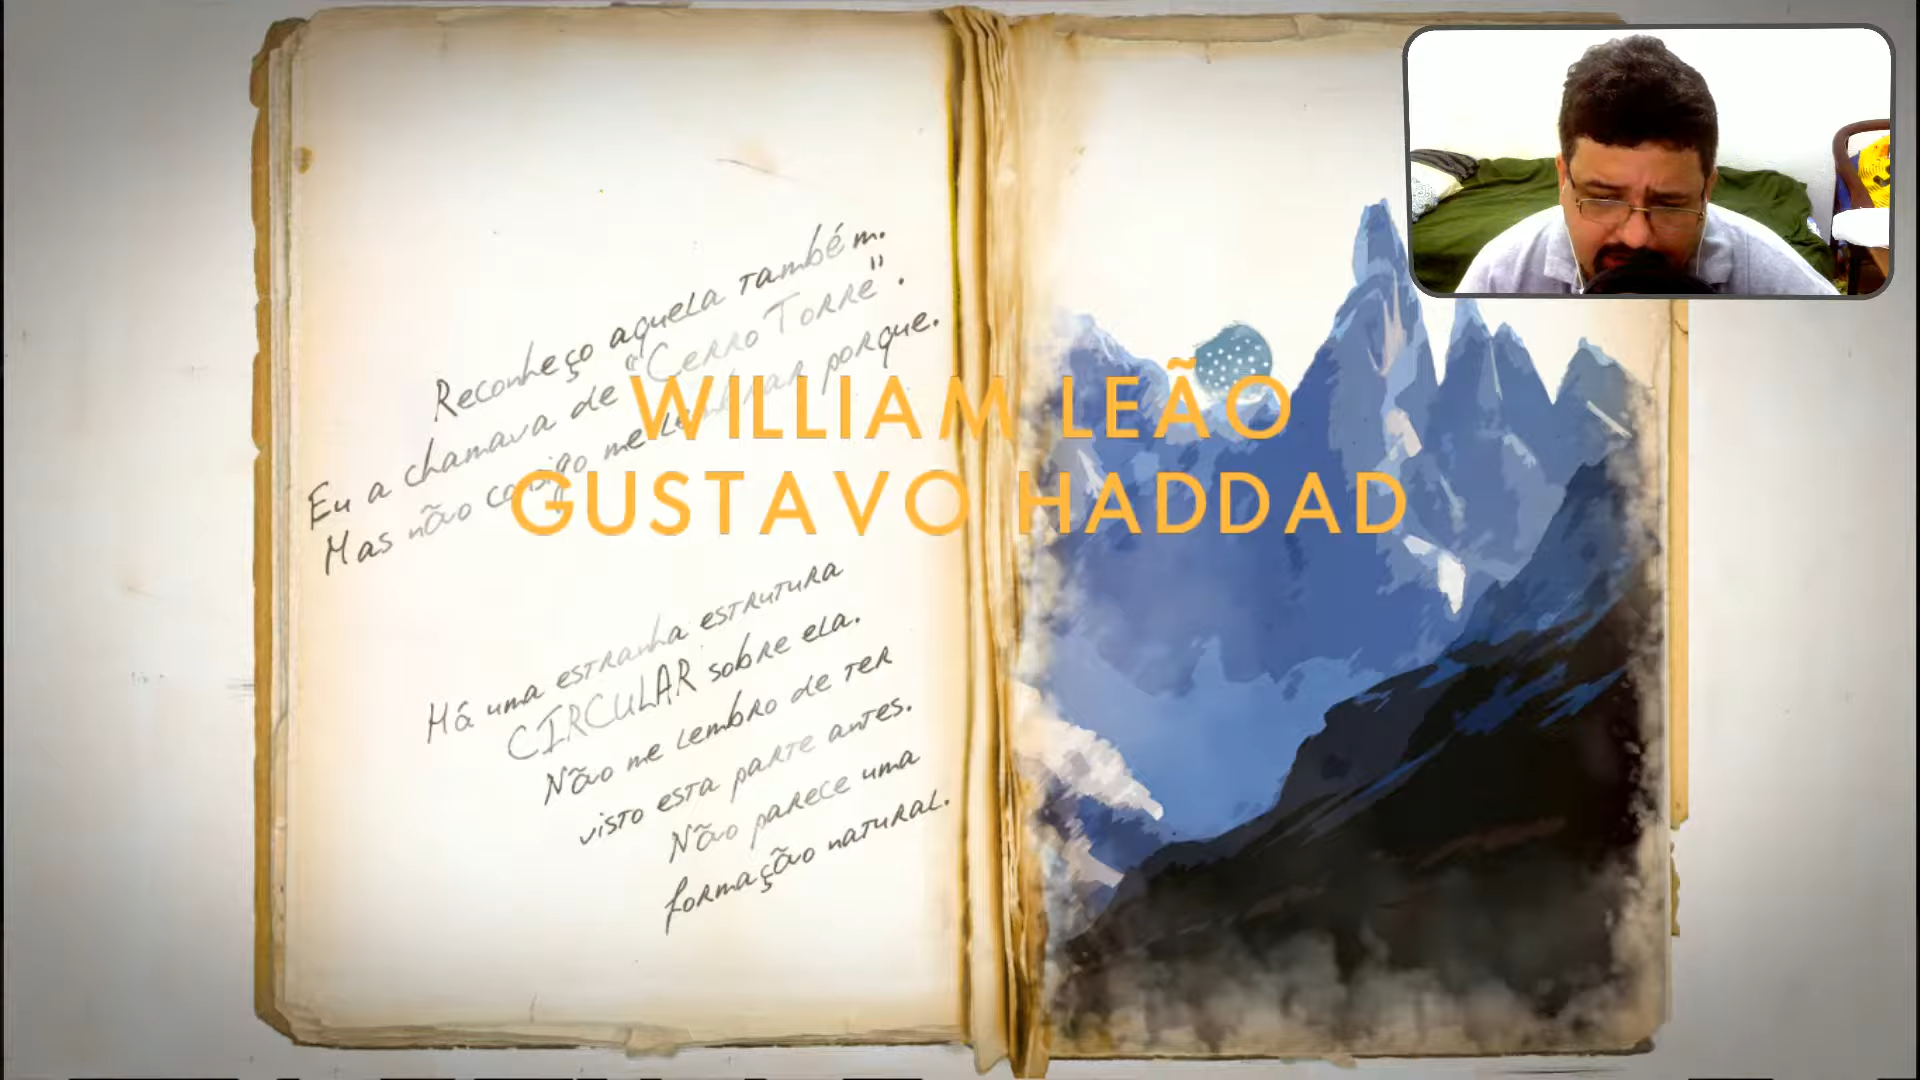 Reconheço aquela também.
Eu a chamava de "Cerro Torre".
Mas não consigo me lembrar porque.
WILLIAM LEÃO
GUSTAVO HADDAD
Há uma estranha estrutura
CIRCULAR sobre ela.
Não me lembro de ter
visto esta parte antes.
Não parece uma
formação natural.